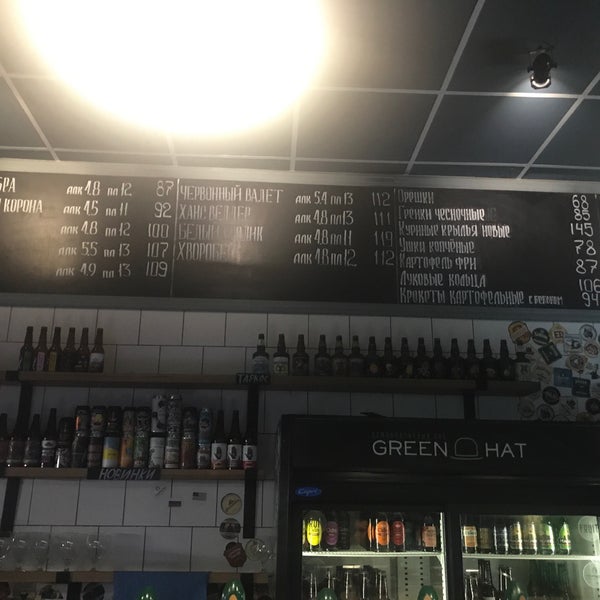 БРА алк 4.8 пл 12 87
КОРОНА алк 4.5 пл 11 92
алк 4.8 пл 12 100
алк 5.5 пл 13 107
алк 4.9 пл 13 109
ЧЕРВОННЫЙ ВАЛЕТ алк 5.4 пл 13 112
ХАНС ВЕЛЛЕР алк 4.8 пл 13 111
БЕЛЫЙ алк 4.8 пл 11 119
алк 4.8 пл 12 112
Орешки 68
Гренки чесночные 85
Куриные крылья новые 145
Ушки копчёные 78
Картофель фри 87
Луковые кольца 106
Крокеты картофельные с беконом 94
ТАРКОС
НОВИНКИ
GREEN HAT